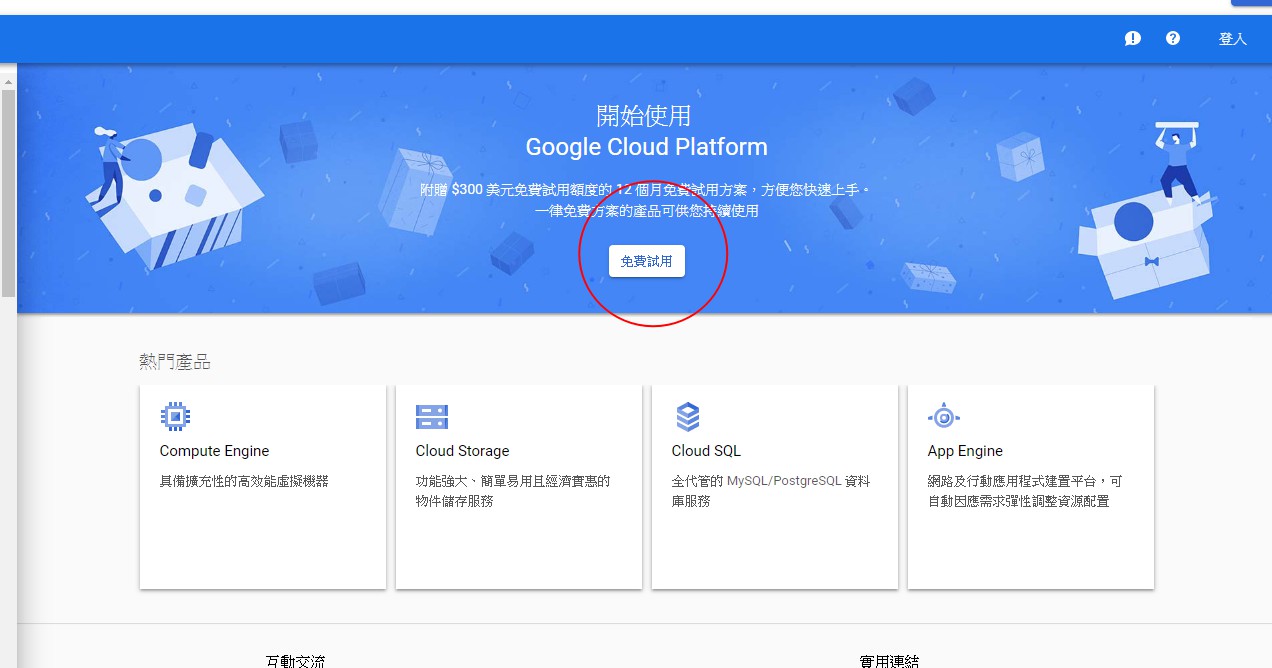 登入
開始使用
Google Cloud Platform
附贈 $300 美元免費試用額度的 12 個月免費試用方案，方便您快速上手。
一律免費方案的產品可供您持續使用
免費試用
熱門產品
Compute Engine
具備擴充性的高效能虛擬機器
Cloud Storage
功能強大、簡單易用且經濟實惠的
物件儲存服務
Cloud SQL
全代管的 MySQL/PostgreSQL 資料
庫服務
App Engine
網路及行動應用程式建置平台，可
自動因應需求彈性調整資源配置
互動交流
實用連結